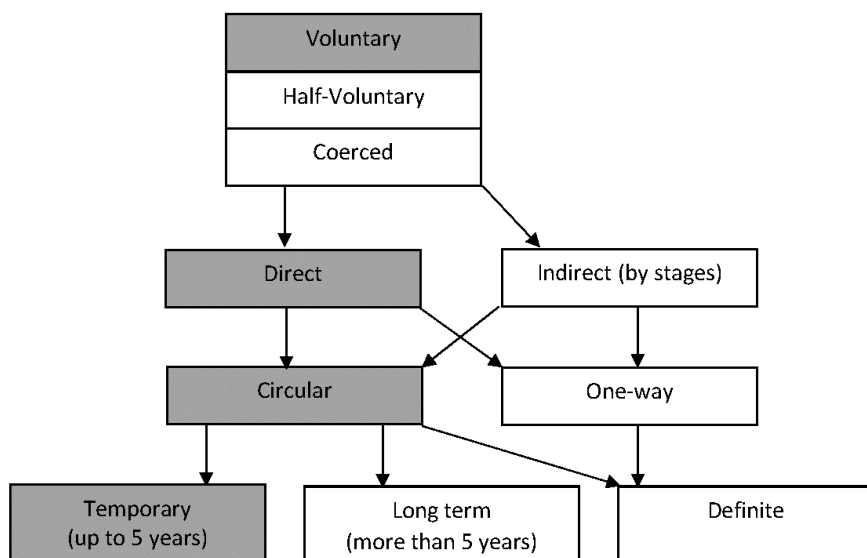 Voluntary
Half-Voluntary
Coerced
Direct
Indirect (by stages)
Circular
One-way
Temporary
(up to 5 years)
Long term
(more than 5 years)
Definite